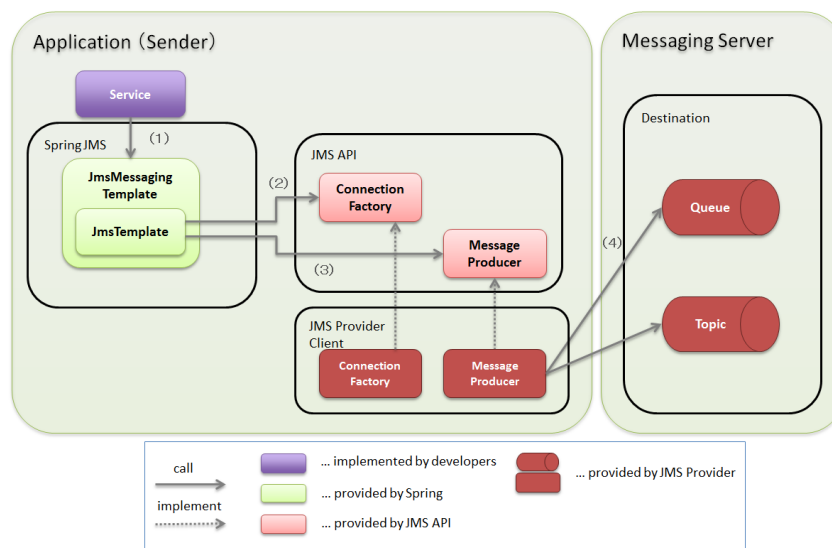 Application (Sender)
Messaging Server
Service
(1)
Spring JMS
JmsMessaging
Template
JmsTemplate
(2)
(3)
JMS API
Connection
Factory
Message
Producer
JMS Provider
Client
Connection
Factory
Message
Producer
(4)
Destination
Queue
Topic
call
implement
... implemented by developers
... provided by Spring
... provided by JMS API
... provided by JMS Provider